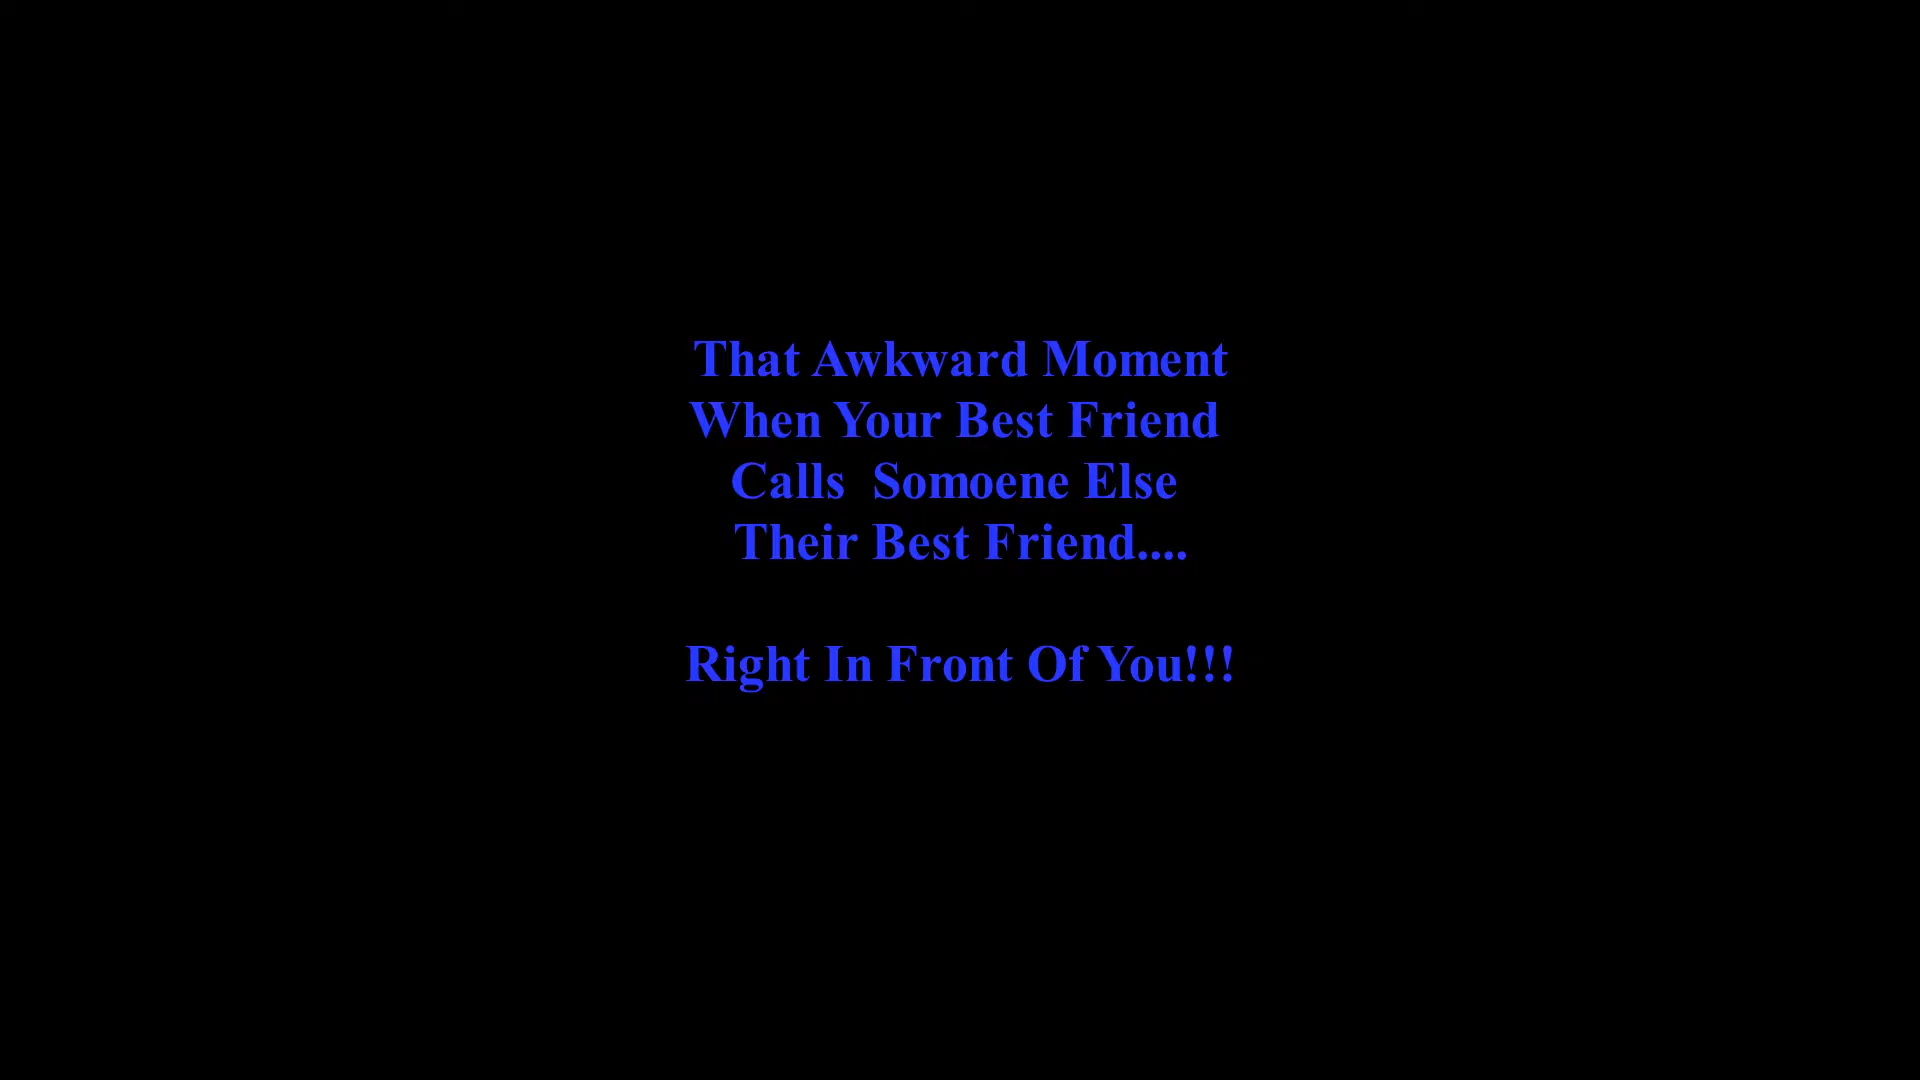 That Awkward Moment
When Your Best Friend
Calls  Somoene Else
Their Best Friend....
Right In Front Of You!!!